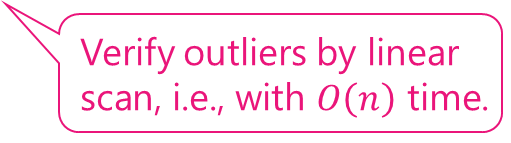 Verify outliers by linear
scan, i.e., with O(n) time.